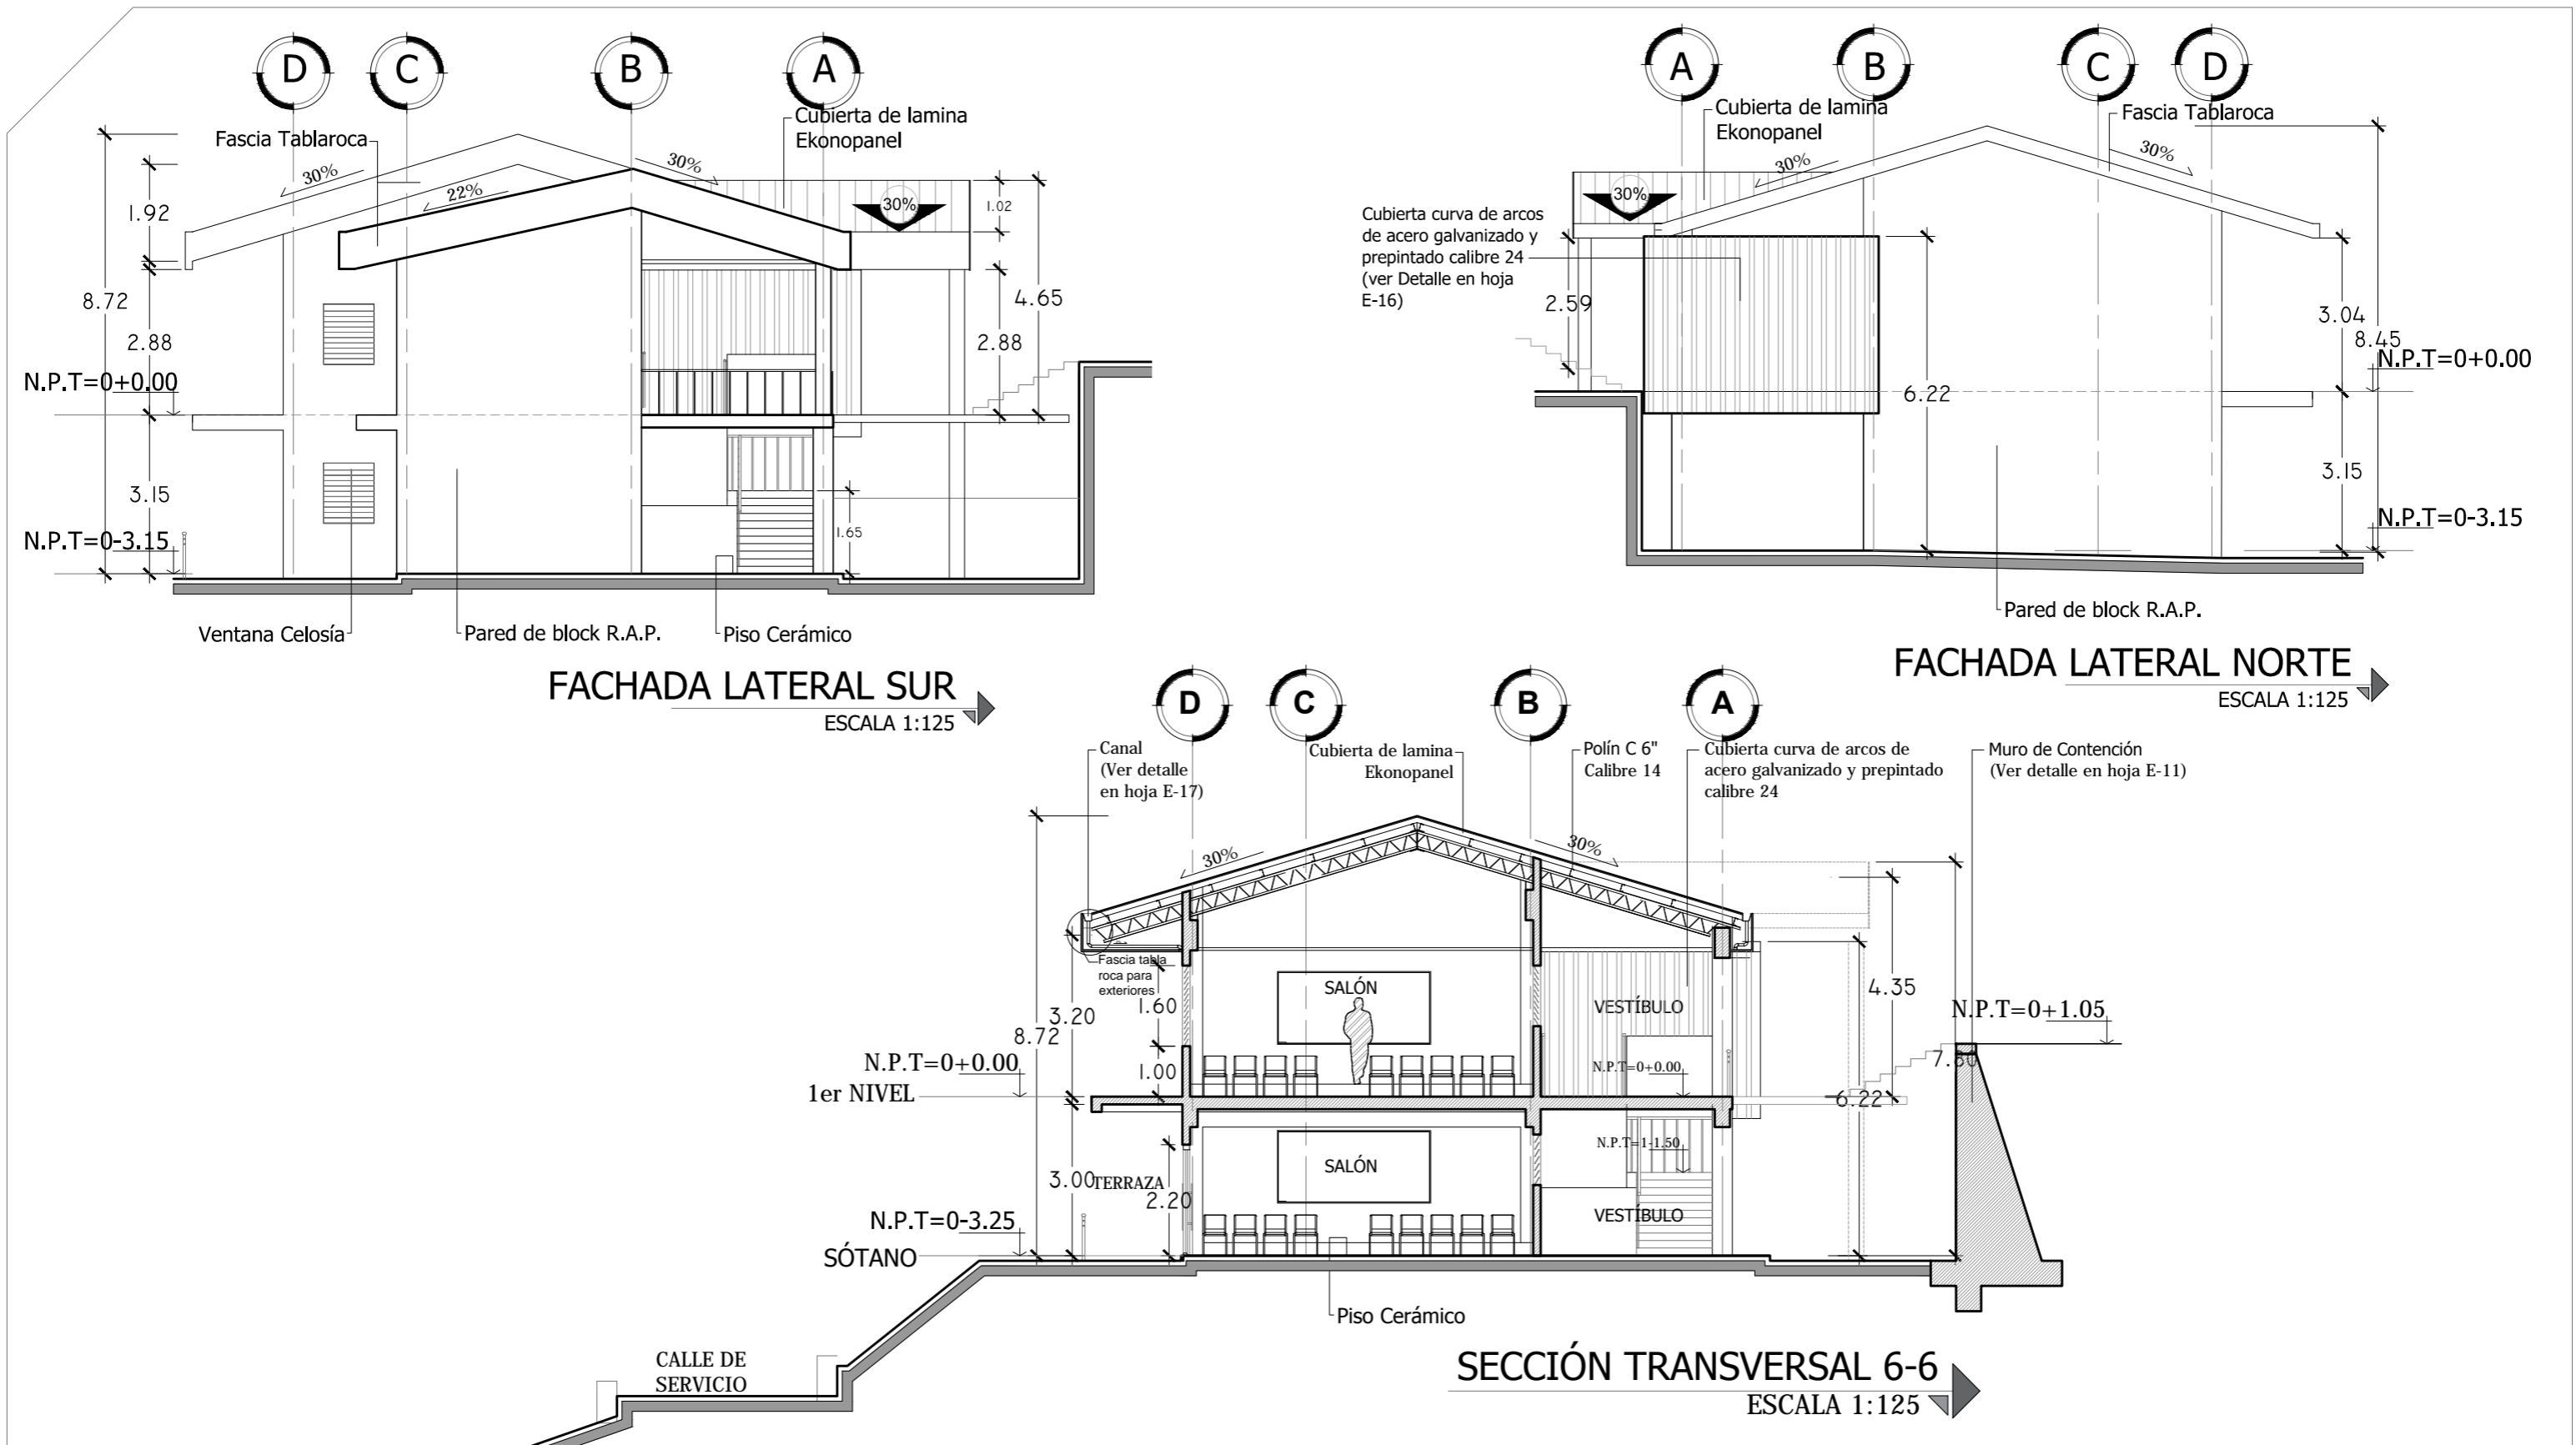 D
C
B
A
Fascia Tablaroca
Cubierta de lamina
Ekonopanel
30%
22%
30%
30%
1.92
8.72
2.88
3.15
1.02
4.65
2.88
1.65
N.P.T=0+0.00
N.P.T=0-3.15
Ventana Celosía
Pared de block R.A.P.
Piso Cerámico
FACHADA LATERAL SUR
ESCALA 1:125
A
B
C
D
Cubierta de lamina
Ekonopanel
Fascia Tablaroca
30%
30%
30%
Cubierta curva de arcos
de acero galvanizado y
prepintado calibre 24
(ver Detalle en hoja
E-16)
2.59
6.22
3.04
8.45
3.15
N.P.T=0+0.00
N.P.T=0-3.15
Pared de block R.A.P.
FACHADA LATERAL NORTE
ESCALA 1:125
D
C
B
A
Canal
(Ver detalle
en hoja E-17)
Cubierta de lamina
Ekonopanel
Polín C 6"
Calibre 14
Cubierta curva de arcos de
acero galvanizado y prepintado
calibre 24
Muro de Contención
(Ver detalle en hoja E-11)
30%
30%
Fascia tabla
roca para
exteriores
1.60
3.20
8.72
1.00
SALÓN
VESTÍBULO
4.35
N.P.T=0+1.05
7.80
6.22
N.P.T=0+0.00
1er NIVEL
N.P.T=0+0.00
N.P.T=1-1.50
3.00
TERRAZA
2.20
SALÓN
VESTÍBULO
N.P.T=0-3.25
SÓTANO
Piso Cerámico
CALLE DE
SERVICIO
SECCIÓN TRANSVERSAL 6-6
ESCALA 1:125